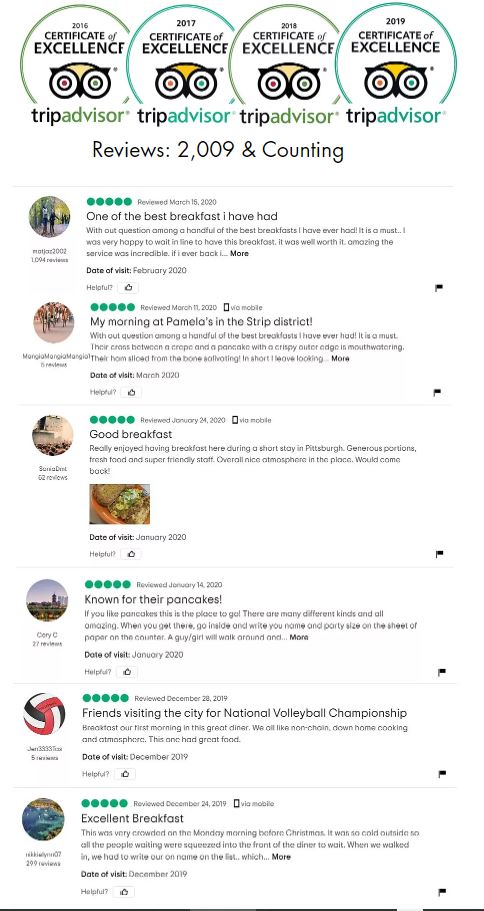 2016
CERTIFICATE of
EXCELLENCE
tripadvisor®
2017
CERTIFICATE of
EXCELLENCE
tripadvisor®
2018
CERTIFICATE of
EXCELLENCE
tripadvisor®
2019
CERTIFICATE of
EXCELLENCE
tripadvisor®
Reviews: 2,009 & Counting
matjaz2002
1,094 reviews
Reviewed March 15, 2020
One of the best breakfast i have had
With out question among a handful of the best breakfasts I have ever had! It is a must.. I
was very happy to wait in line to have this breakfast. it was well worth it. amazing the
service was incredible. if i ever back i... More
Date of visit: February 2020
Helpful?
MangiaMangiaMangia1
5 reviews
Reviewed March 11, 2020 via mobile
My morning at Pamela's in the Strip district!
With out question among a handful of the best breakfasts I have ever had! It is a must.
Their cross between a crepe and a pancake with a crispy outer edge is mouthwatering.
Their hom sliced from the bone salivating! In short I leave looking... More
Date of visit: March 2020
Helpful?
SoniaDmt
62 reviews
Reviewed January 24, 2020 via mobile
Good breakfast
Really enjoyed having breakfast here during a short stay in Pittsburgh. Generous portions,
fresh food and super friendly staff. Overall nice atmosphere in the place. Would come
back!
Date of visit: January 2020
Helpful?
Cory C
27 reviews
Reviewed January 14, 2020
Known for their pancakes!
If you like pancakes this is the place to go! There are many different kinds and all
amazing. When you get there, go inside and write you name and party size on the sheet of
paper on the counter. A guy/girl will walk around and... More
Date of visit: January 2020
Helpful?
5 reviews
Reviewed December 28, 2019
Friends visiting the city for National Volleyball Championship
Breakfast our first morning in this great diner. We all like non-chain, down home cooking
and atmosphere. This one had great food.
Date of visit: December 2019
Helpful?
nikkielynn07
299 reviews
Reviewed December 24, 2019 via mobile
Excellent Breakfast
This was very crowded on the Monday morning before Christmas. It was so cold outside so
all the people waiting were squeezed into the front of the diner to wait. When we walked
in, we had to write our on name on the list.. which... More
Date of visit: December 2019
Helpful?